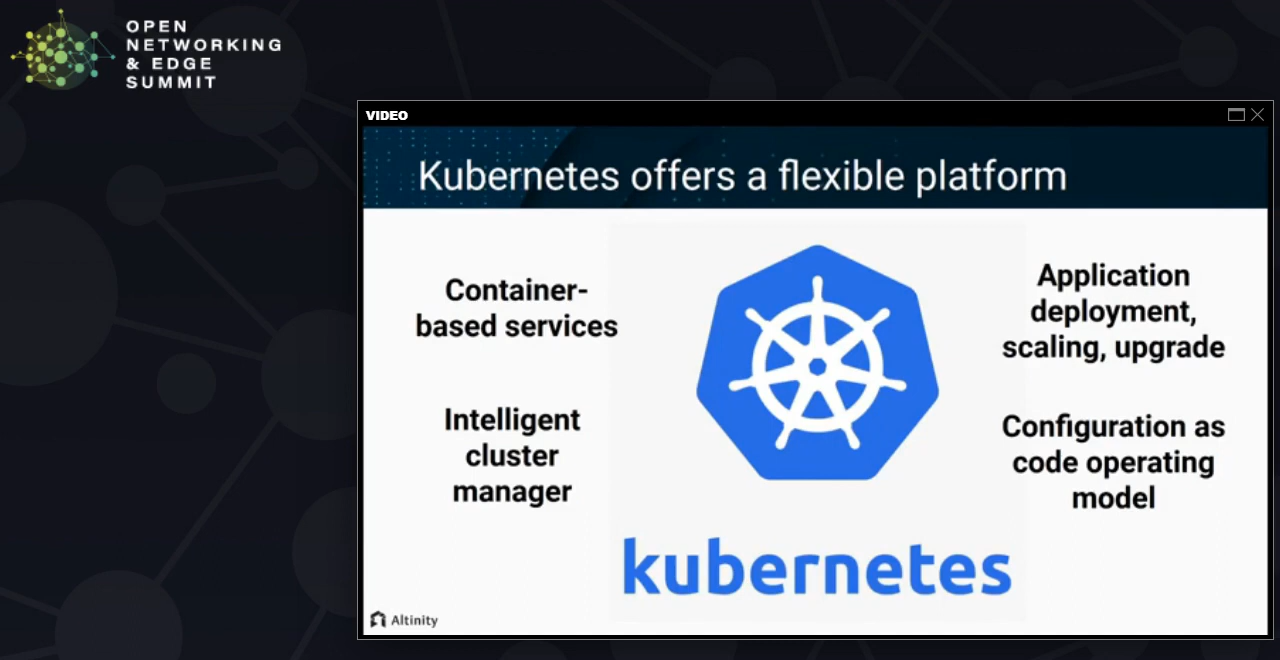 OPEN
NETWORKING
& EDGE
SUMMIT
VIDEO
Kubernetes offers a flexible platform
Container-
based services
Intelligent
cluster
manager
Application
deployment,
scaling, upgrade
Configuration as
code operating
model
kubernetes
Altinity